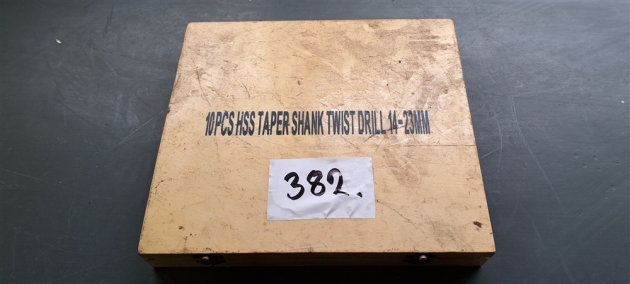 10PCS HSS TAPER SHANK TWIST DRILL 14-23MM
382.